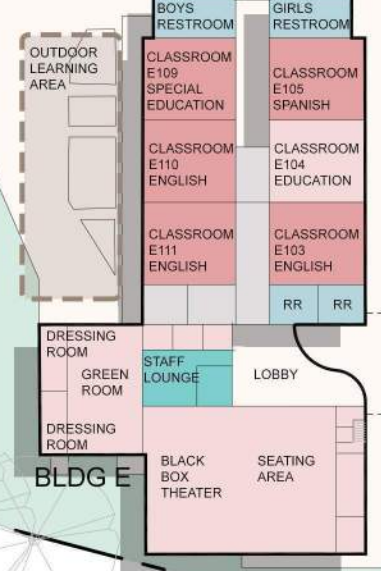 BOYS
RESTROOM
GIRLS
RESTROOM
OUTDOOR
LEARNING
AREA
CLASSROOM
E109
SPECIAL
EDUCATION
CLASSROOM
E105
SPANISH
CLASSROOM
E110
ENGLISH
CLASSROOM
E104
EDUCATION
CLASSROOM
E111
ENGLISH
CLASSROOM
E103
ENGLISH
RR
RR
DRESSING
ROOM
GREEN
ROOM
STAFF
LOUNGE
LOBBY
DRESSING
ROOM
BLDG E
BLACK
BOX
THEATER
SEATING
AREA